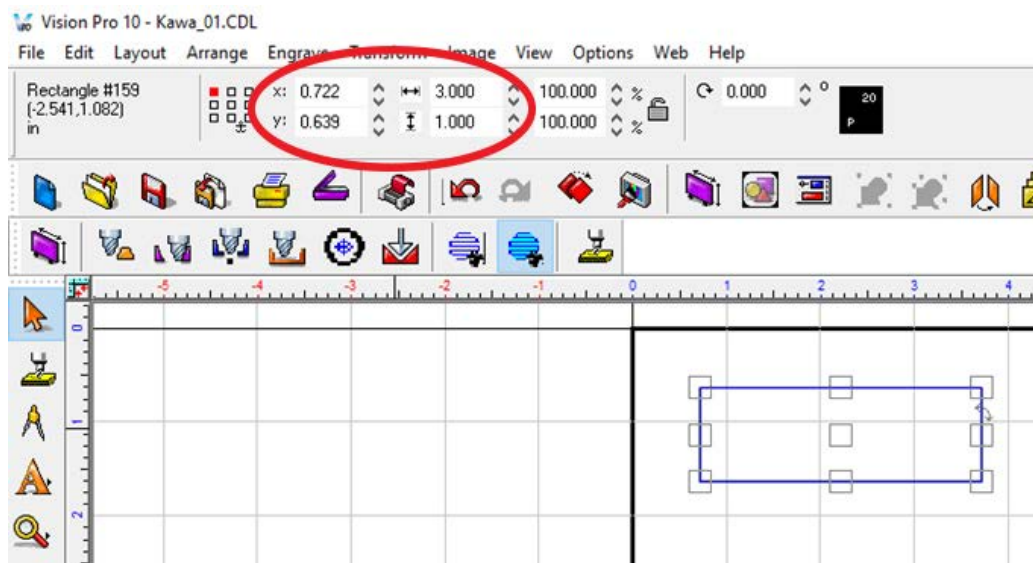 Vision Pro 10 - Kawa_01.CDL
File Edit Layout Arrange Engrave Transform Image View Options Web Help
Rectangle #159 x: 0.722 3.000 100.000 % 0.000 °
(-2.541,1.082) y: 0.639 1.000 100.000 % 20
in P
-5 -4 -3 -2 -1 0 1 2 3 4
0
1
2